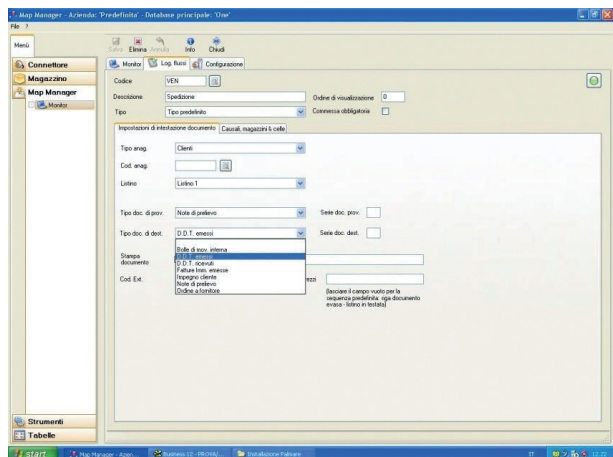 Map Manager - Azienda: 'Predefinita' - Database principale: 'One'
File ?
Menù
Salva Elimina Annulla Info Chiudi
Connettore
Magazzino
Map Manager
Monitor
Strumenti
Tabelle
Monitor Log. flussi Configurazione
Codice VEN
Descrizione Spedizione Ordine di visualizzazione 0
Tipo Tipo predefinito Commessa obbligatoria
Impostazioni di intestazione documento Causali, magazzini & celle
Tipo anag. Clienti
Cod. anag.
Listino Listino 1
Tipo doc. di prov. Note di prelievo Serie doc. prov.
Tipo doc. di dest. D.D.T. emessi Serie doc. dest.
Bolle di mov. interna
D.D.T. emessi
D.D.T. ricevuti
Fatture Imm. emesse
Impegno cliente
Note di prelievo
Ordine a fornitore
Stampa documento
Cod. Ext. ezzi
(lasciare il campo vuoto per la
sequenza predefinita: riga documento
evasa - listino in testata)
start Map Manager - Azien... Business 12 - PROVA/... Installazione Palmare IT 12.22